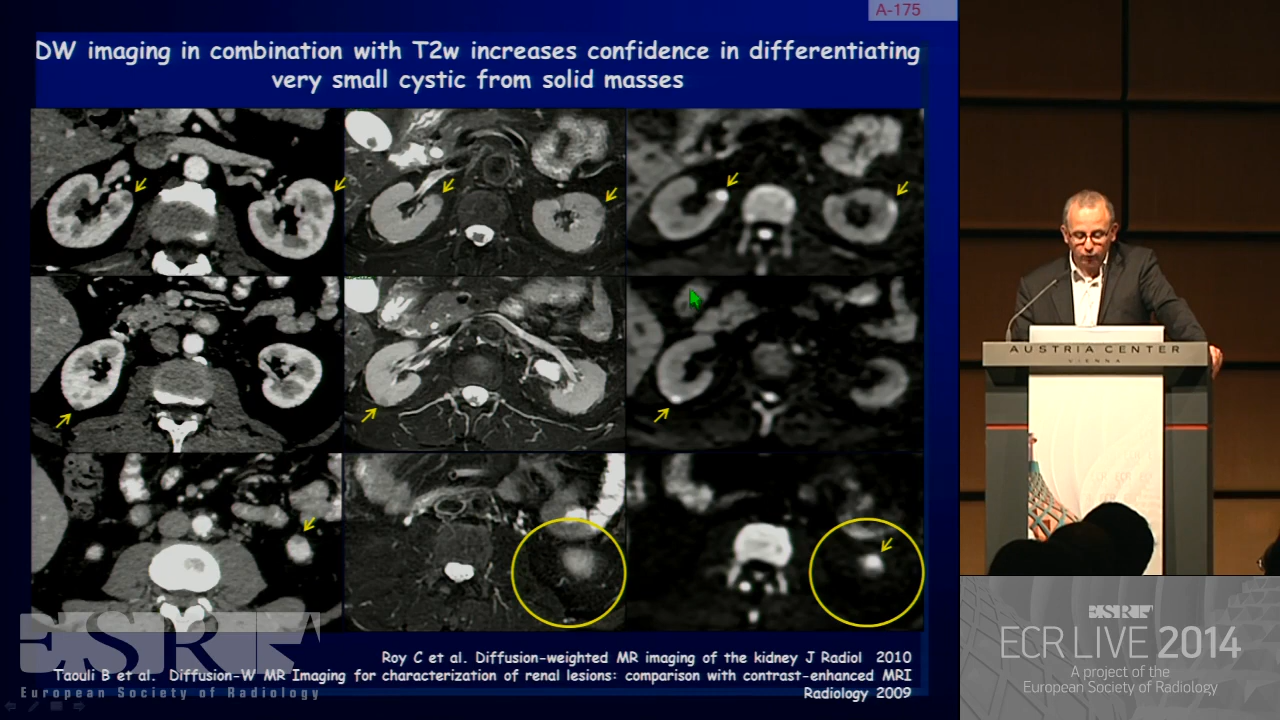 A-175
DW imaging in combination with T2w increases confidence in differentiating
very small cystic from solid masses
Roy C et al. Diffusion-weighted MR imaging of the kidney J Radiol 2010
Taouli B et al. Diffusion-W MR Imaging for characterization of renal lesions: comparison with contrast-enhanced MRI
Radiology 2009
ESRF
European Society of Radiology
AUSTRIA CENTER
VIENNA
ESRF
ECR LIVE 2014
A project of the
European Society of Radiology